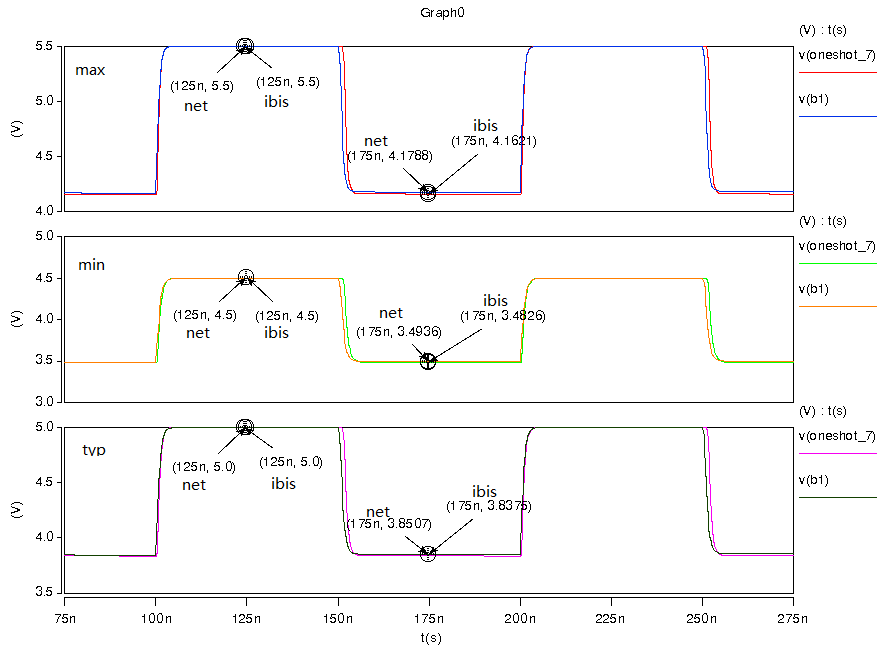 Graph0
(V) : t(s)
v(oneshot_7)
v(b1)
5.5
5.0
4.5
4.0
(V)
max
(125n, 5.5)
net
(125n, 5.5)
ibis
net
(175n, 4.1788)
ibis
(175n, 4.1621)
(V) : t(s)
v(oneshot_7)
v(b1)
5.0
4.5
4.0
3.5
3.0
(V)
min
(125n, 4.5)
net
(125n, 4.5)
ibis
net
(175n, 3.4936)
ibis
(175n, 3.4826)
(V) : t(s)
v(oneshot_7)
v(b1)
5.0
4.5
4.0
3.5
(V)
typ
(125n, 5.0)
net
(125n, 5.0)
ibis
net
(175n, 3.8507)
ibis
(175n, 3.8375)
75n 100n 125n 150n 175n 200n 225n 250n 275n
t(s)